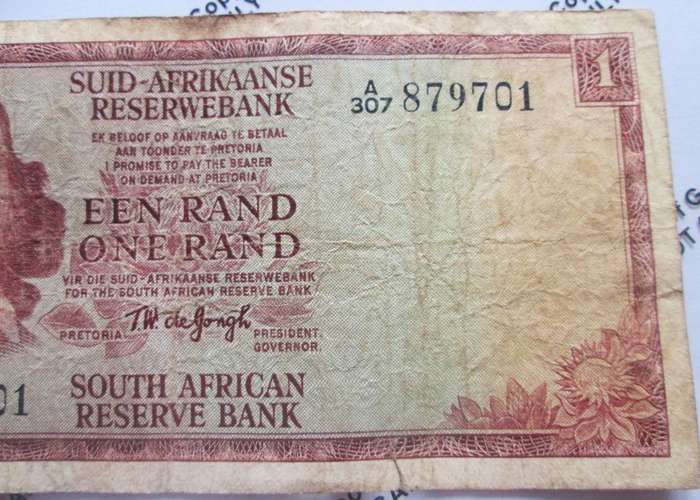 SUID-AFRIKAANSE
RESERWEBANK
EK BELOOF OP AANVRAAG TE BETAAL
AAN TOONDER TE PRETORIA
I PROMISE TO PAY THE BEARER
ON DEMAND AT PRETORIA
EEN RAND
ONE RAND
VIR DIE SUID-AFRIKAANSE RESERWEBANK
FOR THE SOUTH AFRICAN RESERVE BANK
T.W. de Jongh
PRETORIA PRESIDENT.
GOVERNOR.
SOUTH AFRICAN
RESERVE BANK
A
307 879701
1
01